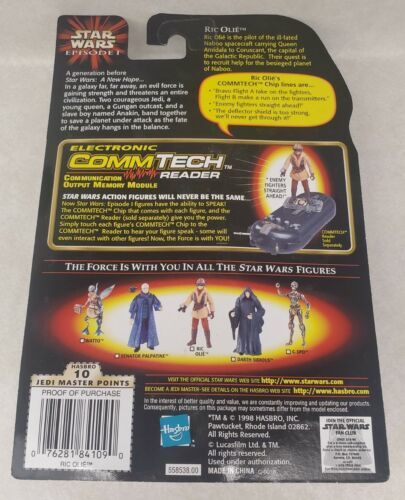 STAR
WARS
EPISODE I
A generation before
Star Wars: A New Hope...
In a galaxy far, far away, an evil force is
gaining strength and threatens an entire
civilization. Two courageous Jedi, a
young queen, a Gungan outcast, and a
slave boy named Anakin, band together
to save a planet under attack as the fate
of the galaxy hangs in the balance.
RIC OLIÉ™
Ric Olié is the pilot of the ill-fated
Naboo spacecraft carrying Queen
Amidala to Coruscant, the capital of
the Galactic Republic. Their quest is
to recruit help for the besieged planet
of Naboo.
Ric Olié's
COMMTECH™ Chip lines are...
• "Bravo Flight A take on the fighters,
Flight B make a run on the transmitters."
• "Enemy fighters straight ahead!"
• "The deflector shield is too strong,
we'll never get through it!"
ELECTRONIC
COMMTECH™
COMMUNICATION
OUTPUT MEMORY MODULE
READER
STAR WARS ACTION FIGURES WILL NEVER BE THE SAME...
Now Star Wars: Episode I figures have the ability to SPEAK!
The COMMTECH™ Chip that comes with each figure, and the
COMMTECH™ Reader (sold separately) give you the power.
Simply touch each figure's COMMTECH™ Chip to the
COMMTECH™ Reader to hear your figure speak - some will
even interact with other figures! Now, the Force is with YOU!
"ENEMY
FIGHTERS
STRAIGHT
AHEAD!"
COMMTECH™
Reader
Sold
Separately
THE FORCE IS WITH YOU IN ALL THE STAR WARS FIGURES
WATTO™
SENATOR PALPATINE™
RIC
OLIÉ™
DARTH SIDIOUS™
C-3PO™
HASBRO
10
JEDI MASTER POINTS
PROOF OF PURCHASE
0 76281 84109 0
RIC OLIÉ™
VISIT THE OFFICIAL STAR WARS WEB SITE http://www.starwars.com
BECOME A JEDI-SEE DETAILS ON THE HASBRO WEB SITE http://www.hasbro.com
In the interest of better quality and value, we are constantly improving and updating our
products. Consequently, pictures on this package may sometimes differ from the model enclosed.
Hasbro
558538.00
™& © 1998 HASBRO, INC.
Pawtucket, Rhode Island 02862.
All Rights Reserved.
© Lucasfilm Ltd. & TM.
All Rights Reserved.
Used under authorization.
MADE IN CHINA
JOIN THE
OFFICIAL
STAR WARS
FAN CLUB